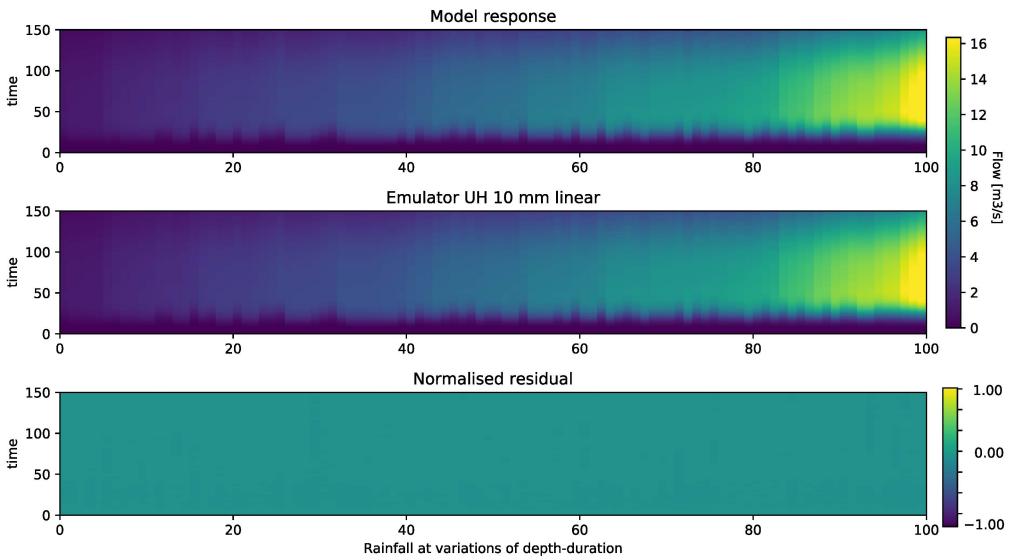 Model response
150
100
50
0
time
0 20 40 60 80 100
Emulator UH 10 mm linear
150
100
50
0
time
0 20 40 60 80 100
16
14
12
10
8
6
4
2
0
Flow [m3/s]
Normalised residual
150
100
50
0
time
0 20 40 60 80 100
Rainfall at variations of depth-duration
1.00
0.00
−1.00